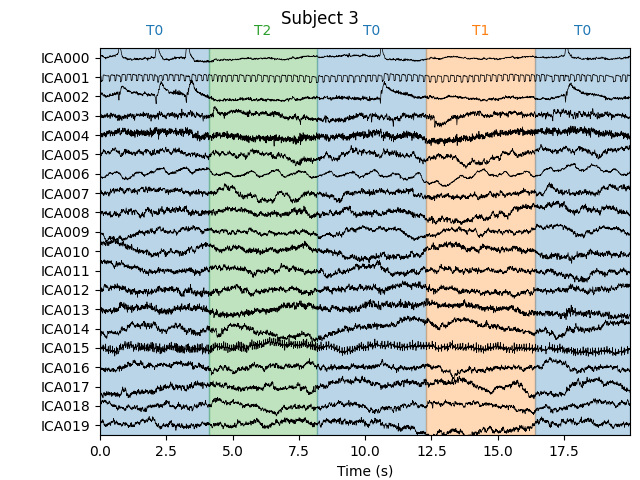 Subject 3
T0 T2 T0 T1 T0
ICA000
ICA001
ICA002
ICA003
ICA004
ICA005
ICA006
ICA007
ICA008
ICA009
ICA010
ICA011
ICA012
ICA013
ICA014
ICA015
ICA016
ICA017
ICA018
ICA019
0.0 2.5 5.0 7.5 10.0 12.5 15.0 17.5
Time (s)